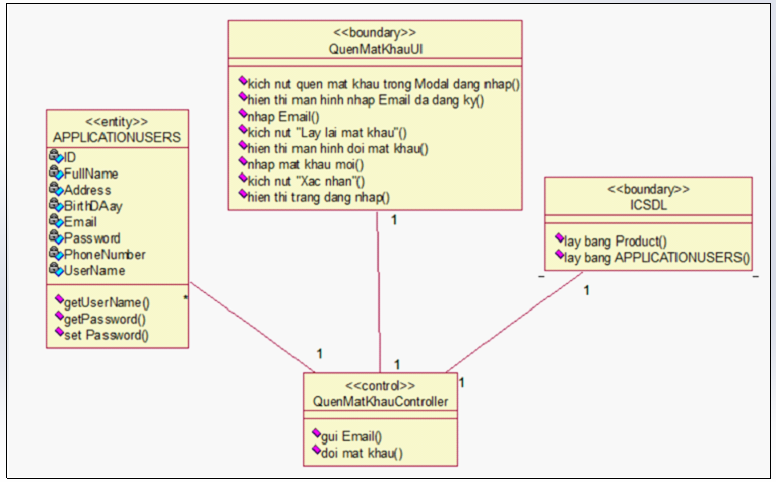 <<boundary>>
QuenMatKhauUI
kich nut quen mat khau trong Modal dang nhap()
hien thi man hinh nhap Email da dang ky()
nhap Email()
kich nut "Lay lai mat khau"()
hien thi man hinh doi mat khau()
nhap mat khau moi()
kich nut "Xac nhan"()
hien thi trang dang nhap()
1
<<entity>>
APPLICATIONUSERS
ID
FullName
Address
BirthDAay
Email
Password
PhoneNumber
UserName
getUserName()
getPassword()
set Password()
*
1
<<boundary>>
ICSDL
lay bang Product()
lay bang APPLICATIONUSERS()
1
1
1
<<control>>
QuenMatKhauController
gui Email()
doi mat khau()